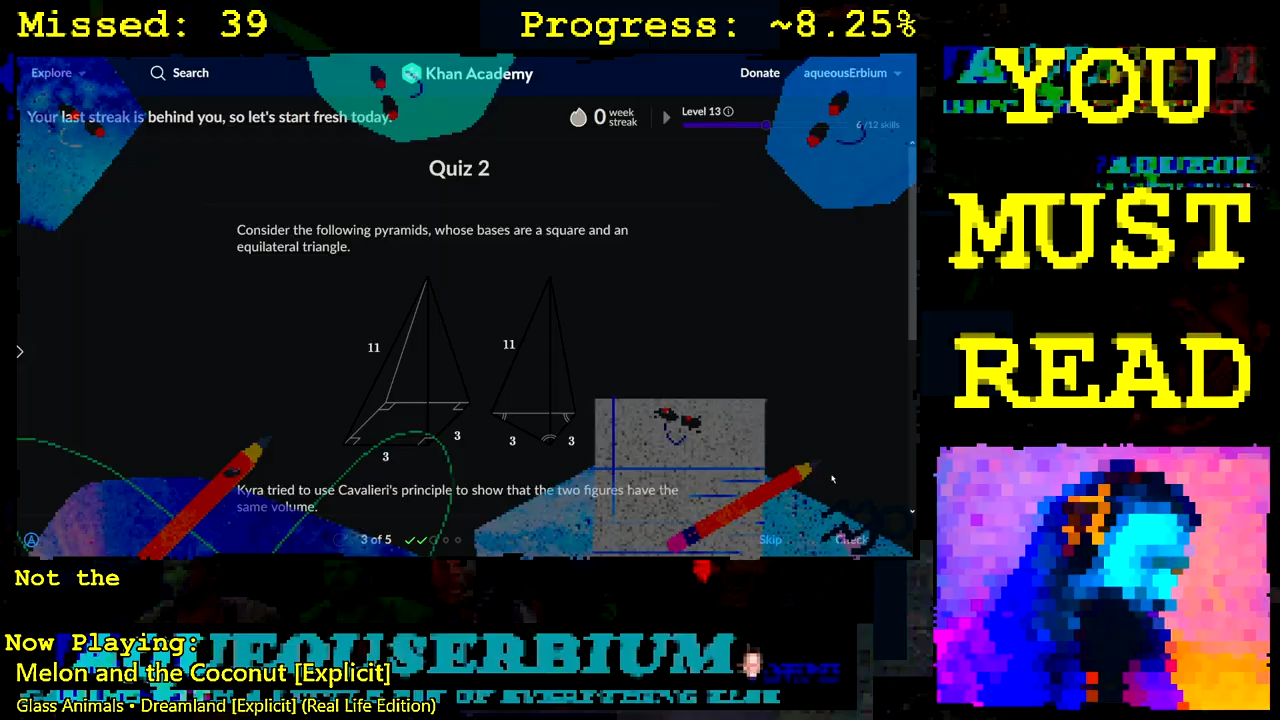 Missed: 39
Progress: ~8.25%
Explore
Search
Khan Academy
Donate
aqueousErbium
Your last streak is behind you, so let's start fresh today.
0 week streak
Level 13
6/12 skills
Quiz 2
Consider the following pyramids, whose bases are a square and an
equilateral triangle.
11
11
3
3
3
3
Kyra tried to use Cavalieri's principle to show that the two figures have the
same volume.
3 of 5
Skip
Check
YOU
MUST
READ
Not the
Now Playing:
AQUEOUSERBIUM
Melon and the Coconut [Explicit]
Glass Animals • Dreamland [Explicit] (Real Life Edition)